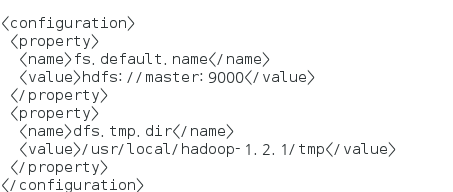 <configuration>
<property>
<name>fs.default.name</name>
<value>hdfs://master:9000</value>
</property>
<property>
<name>dfs.tmp.dir</name>
<value>/usr/local/hadoop-1.2.1/tmp</value>
</property>
</configuration>